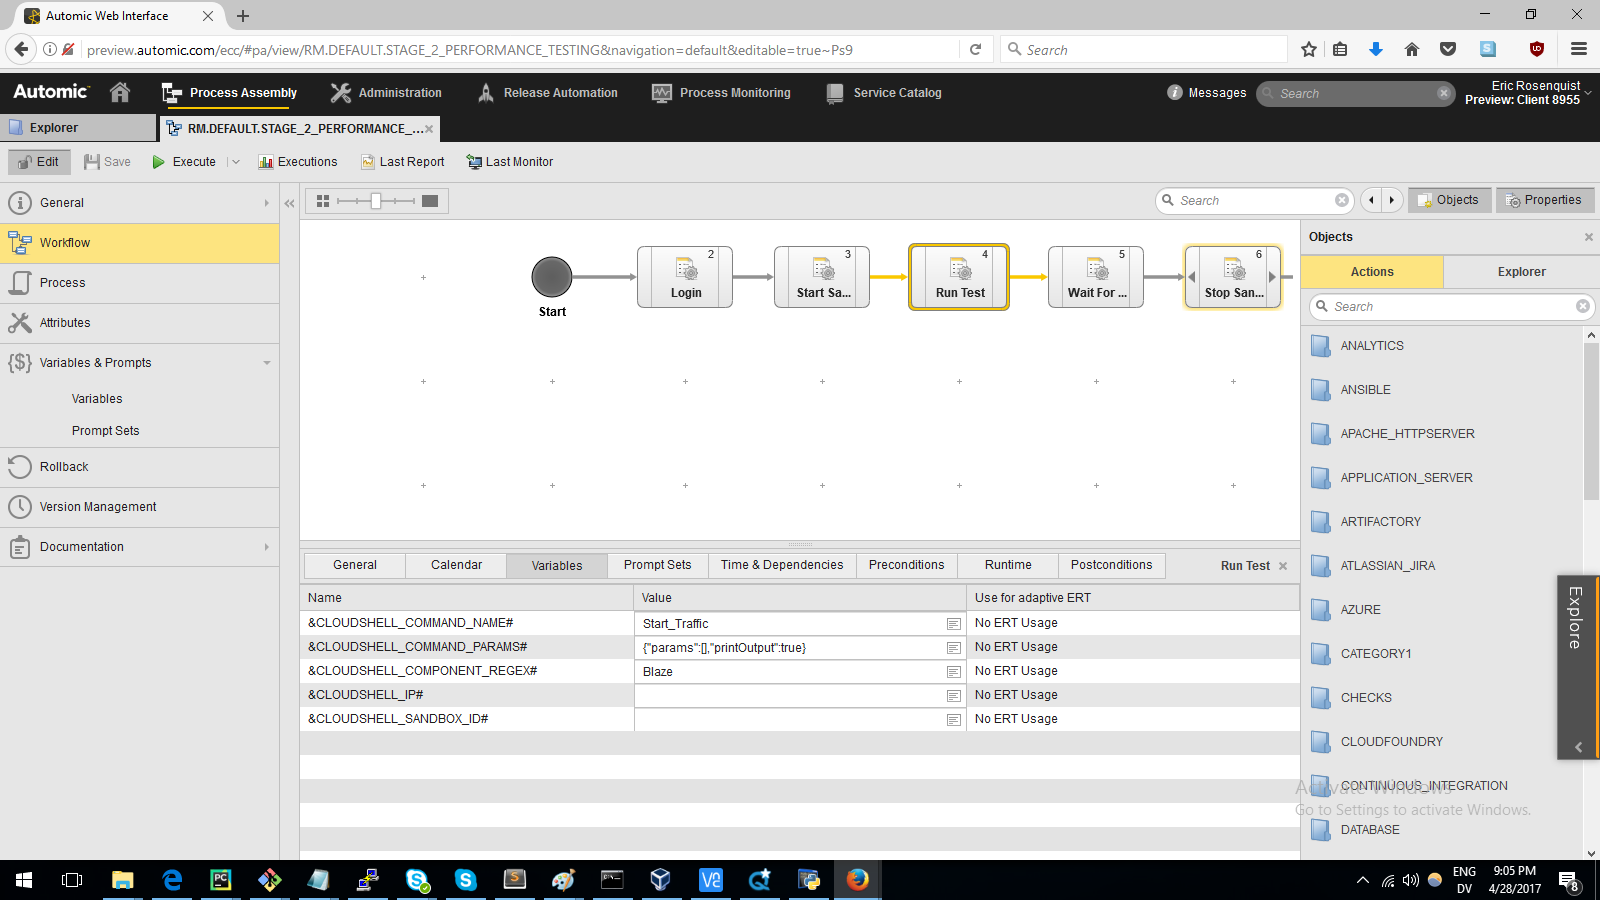 Automic Web Interface
preview.automic.com/ecc/#pa/view/RM.DEFAULT.STAGE_2_PERFORMANCE_TESTING&navigation=default&editable=true~Ps9
Search
Automic
Process Assembly
Administration
Release Automation
Process Monitoring
Service Catalog
Messages
Search
Eric Rosenquist
Preview: Client 8955
Explorer
RM.DEFAULT.STAGE_2_PERFORMANCE_...
Edit
Save
Execute
Executions
Last Report
Last Monitor
General
Workflow
Process
Attributes
Variables & Prompts
Variables
Prompt Sets
Rollback
Version Management
Documentation
Search
Objects
Properties
Start
2
Login
3
Start Sa...
4
Run Test
5
Wait For ...
6
Stop San...
General
Calendar
Variables
Prompt Sets
Time & Dependencies
Preconditions
Runtime
Postconditions
Run Test
Name Value Use for adaptive ERT
&CLOUDSHELL_COMMAND_NAME# Start_Traffic No ERT Usage
&CLOUDSHELL_COMMAND_PARAMS# {"params":[],"printOutput":true} No ERT Usage
&CLOUDSHELL_COMPONENT_REGEX# Blaze No ERT Usage
&CLOUDSHELL_IP# No ERT Usage
&CLOUDSHELL_SANDBOX_ID# No ERT Usage
Objects
Actions
Explorer
Search
ANALYTICS
ANSIBLE
APACHE_HTTPSERVER
APPLICATION_SERVER
ARTIFACTORY
ATLASSIAN_JIRA
AZURE
CATEGORY1
CHECKS
CLOUDFOUNDRY
CONTINUOUS_INTEGRATION
DATABASE
Explore
Activate Windows
Go to Settings to activate Windows.
ENG
DV
9:05 PM
4/28/2017
8